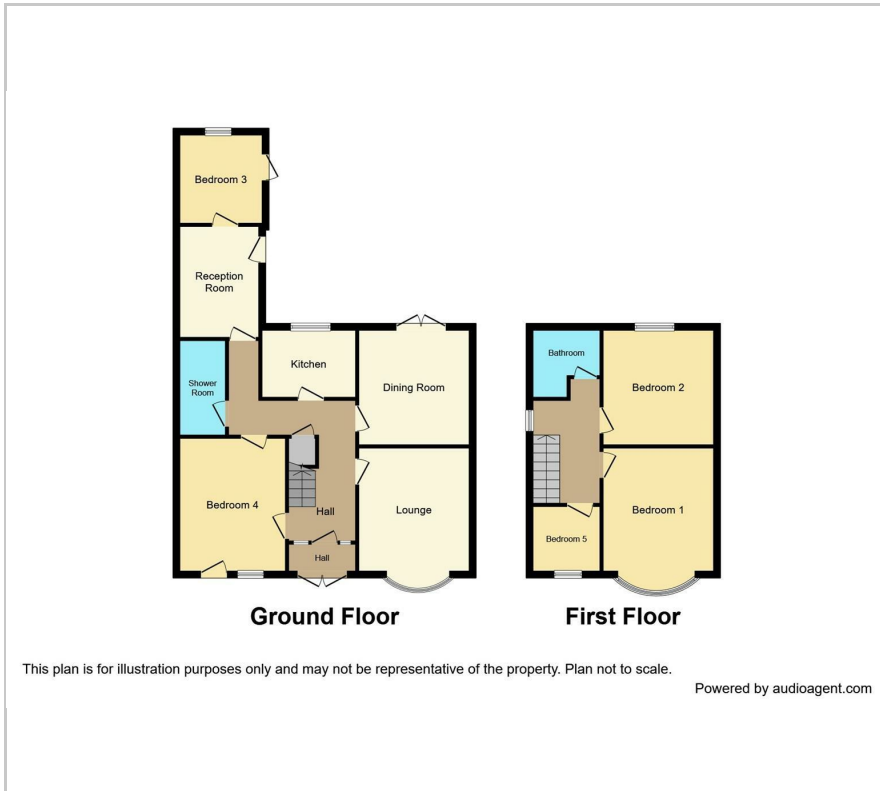 Bedroom 3
Reception
Room
Shower
Room
Kitchen
Dining Room
Bedroom 4
Hall
Lounge
Hall
Ground Floor
Bathroom
Bedroom 2
Bedroom 1
Bedroom 5
First Floor
This plan is for illustration purposes only and may not be representative of the property. Plan not to scale.
Powered by audioagent.com